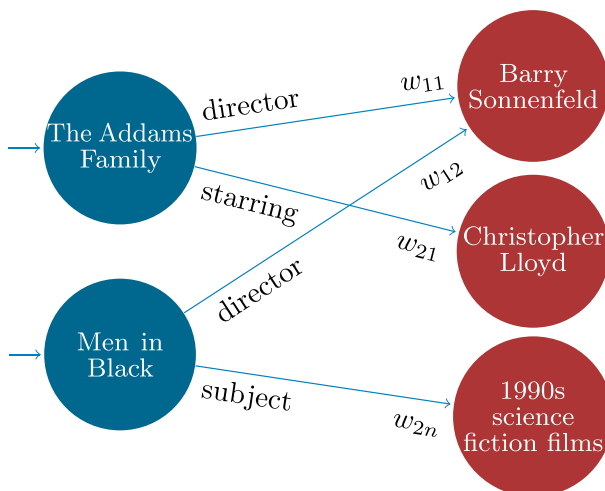 The Addams
Family
Men in
Black
director
starring
director
subject
w₁₁
w₁₂
w₂₁
w₂ₙ
Barry
Sonnenfeld
Christopher
Lloyd
1990s
science
fiction films